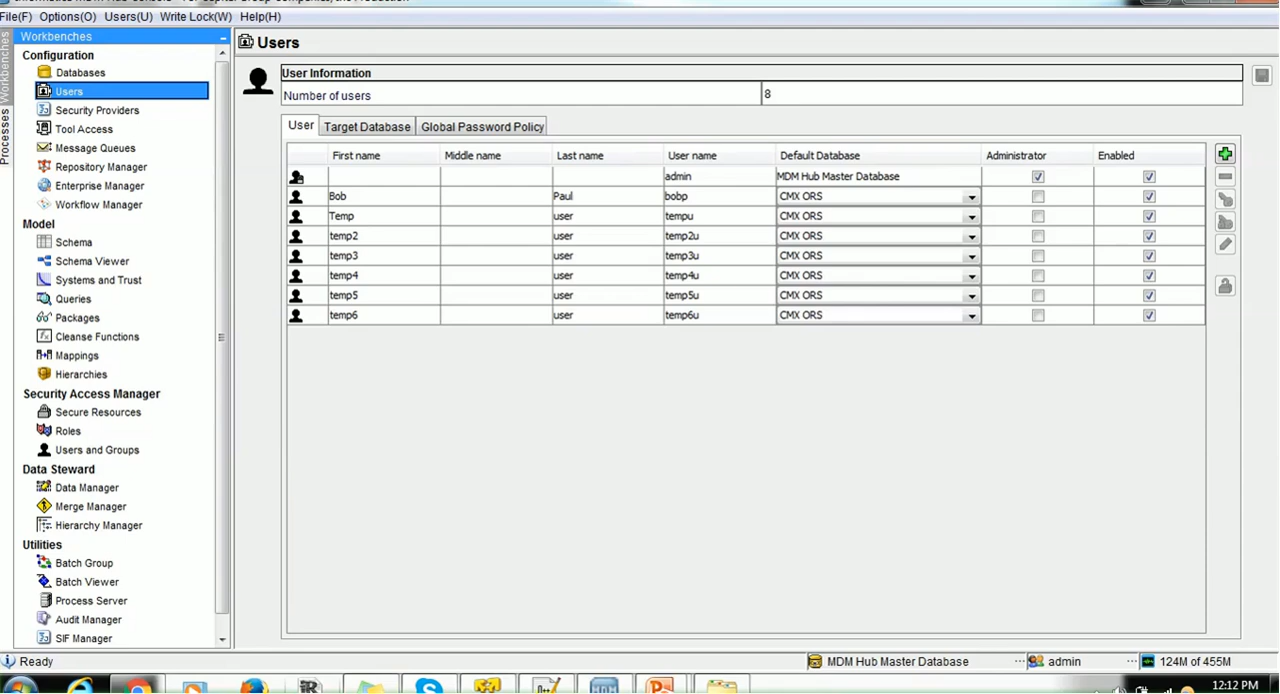 File(F) Options(O) Users(U) Write Lock(W) Help(H)
Workbenches
Processes
Workbenches
Configuration
Databases
Users
Security Providers
Tool Access
Message Queues
Repository Manager
Enterprise Manager
Workflow Manager
Model
Schema
Schema Viewer
Systems and Trust
Queries
Packages
Cleanse Functions
Mappings
Hierarchies
Security Access Manager
Secure Resources
Roles
Users and Groups
Data Steward
Data Manager
Merge Manager
Hierarchy Manager
Utilities
Batch Group
Batch Viewer
Process Server
Audit Manager
SIF Manager
Users
User Information
Number of users 8
User Target Database Global Password Policy
First name Middle name Last name User name Default Database Administrator Enabled
admin MDM Hub Master Database
Bob Paul bobp CMX ORS
Temp user tempu CMX ORS
temp2 user temp2u CMX ORS
temp3 user temp3u CMX ORS
temp4 user temp4u CMX ORS
temp5 user temp5u CMX ORS
temp6 user temp6u CMX ORS
Ready MDM Hub Master Database ... admin ... 124M of 455M
12:12 PM